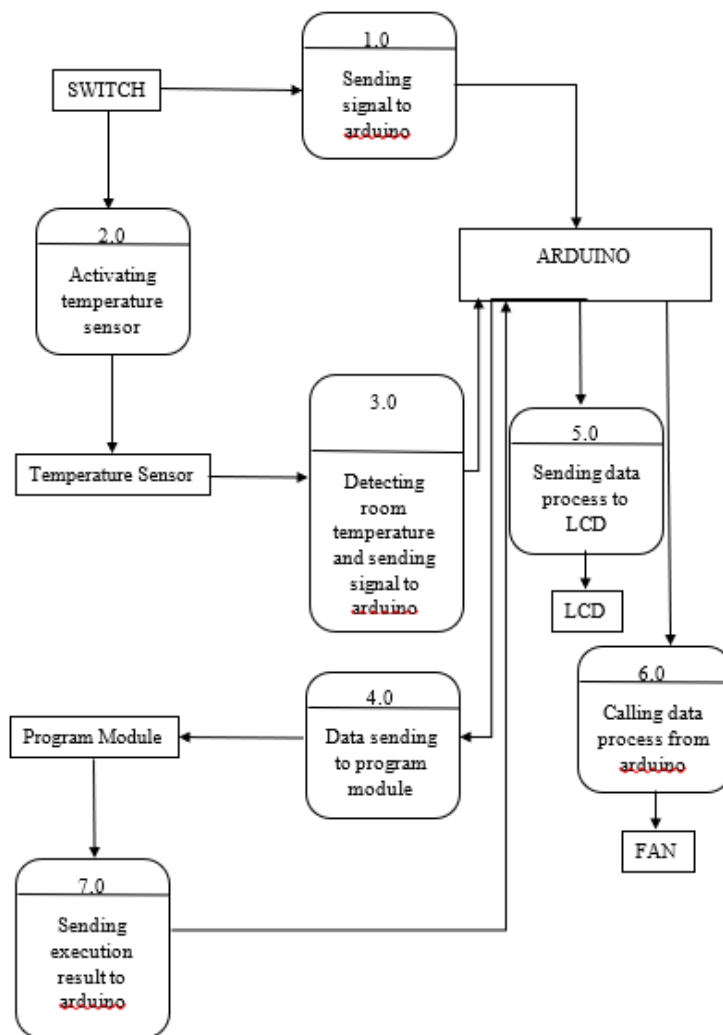 1.0
Sending
signal to
arduino
SWITCH
2.0
Activating
temperature
sensor
ARDUINO
3.0
Detecting
room
temperature
and sending
signal to
arduino
Temperature Sensor
5.0
Sending data
process to
LCD
LCD
4.0
Data sending
to program
module
Program Module
6.0
Calling data
process from
arduino
FAN
7.0
Sending
execution
result to
arduino